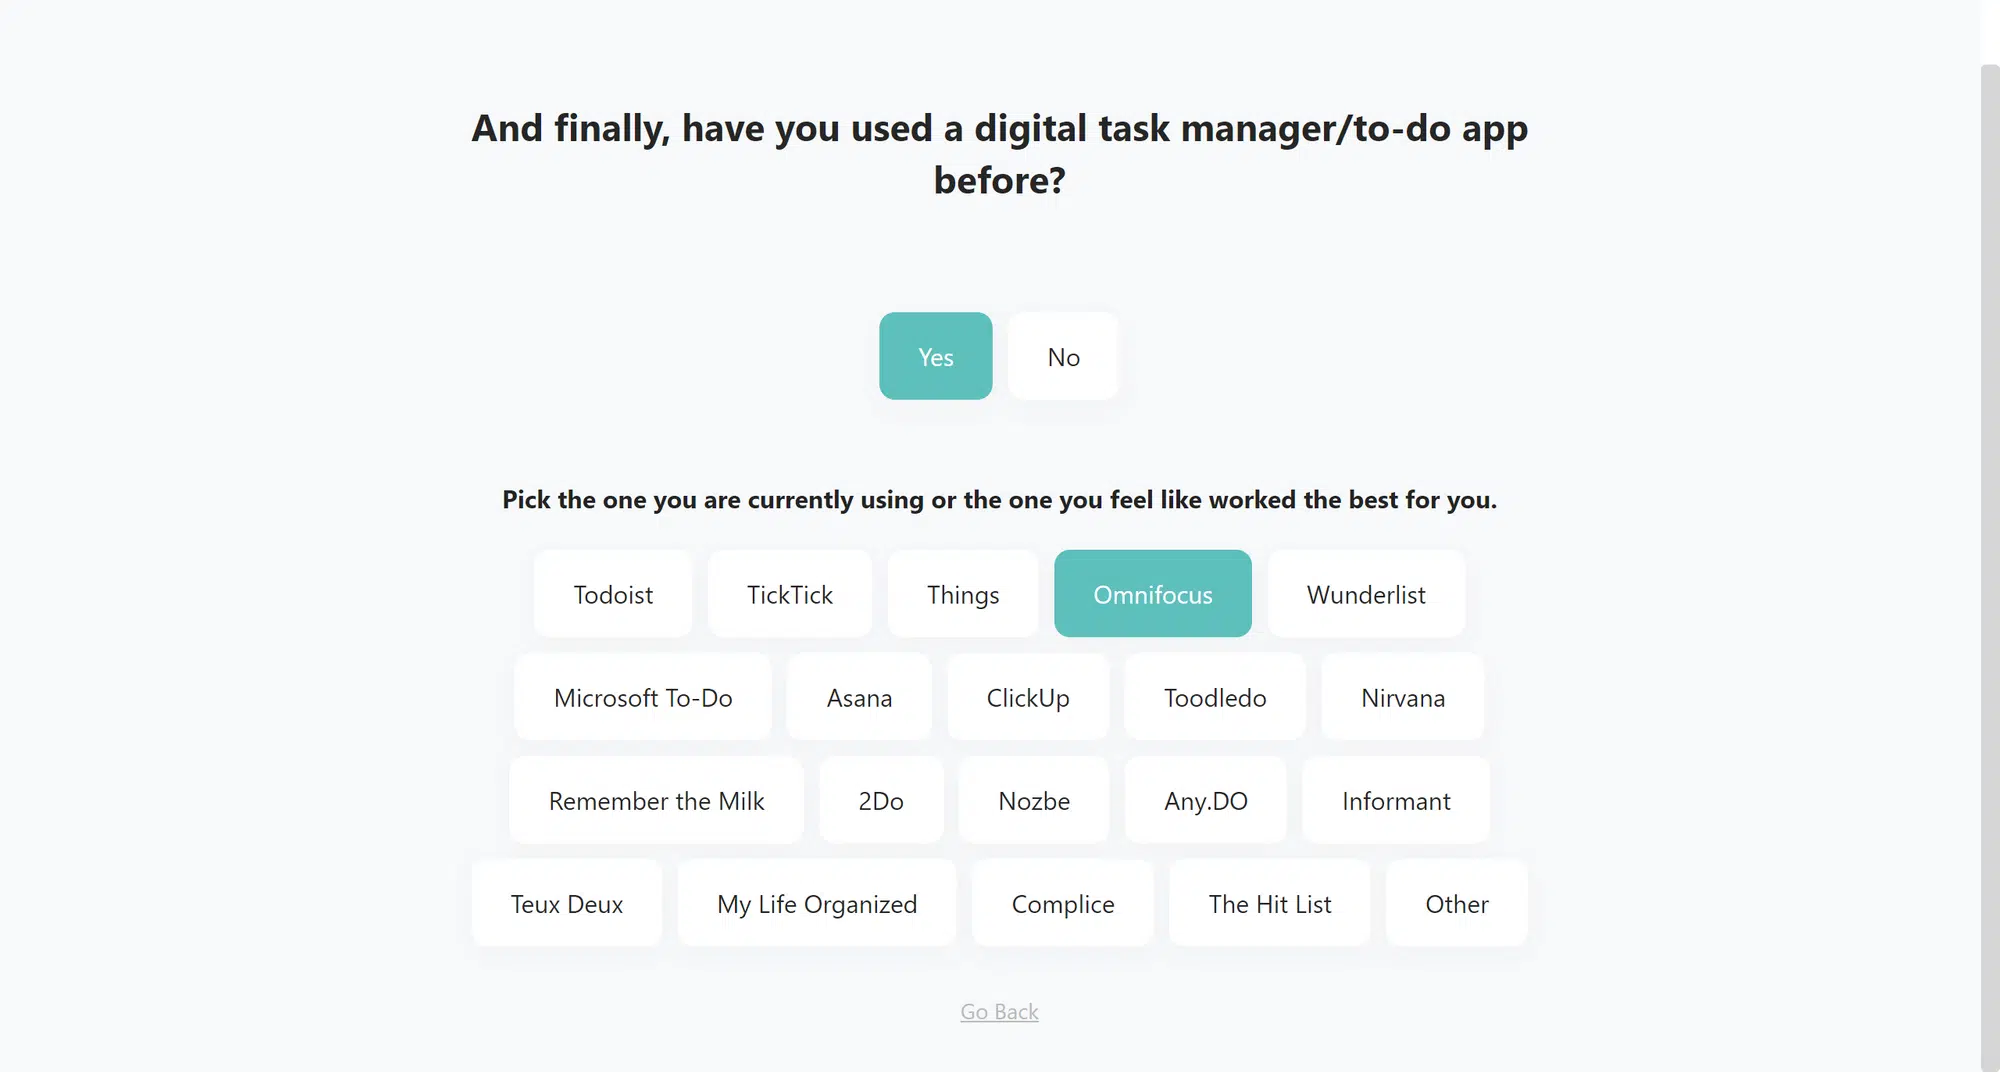 And finally, have you used a digital task manager/to-do app
before?
Yes No
Pick the one you are currently using or the one you feel like worked the best for you.
Todoist TickTick Things Omnifocus Wunderlist
Microsoft To-Do Asana ClickUp Toodledo Nirvana
Remember the Milk 2Do Nozbe Any.DO Informant
Teux Deux My Life Organized Complice The Hit List Other
Go Back